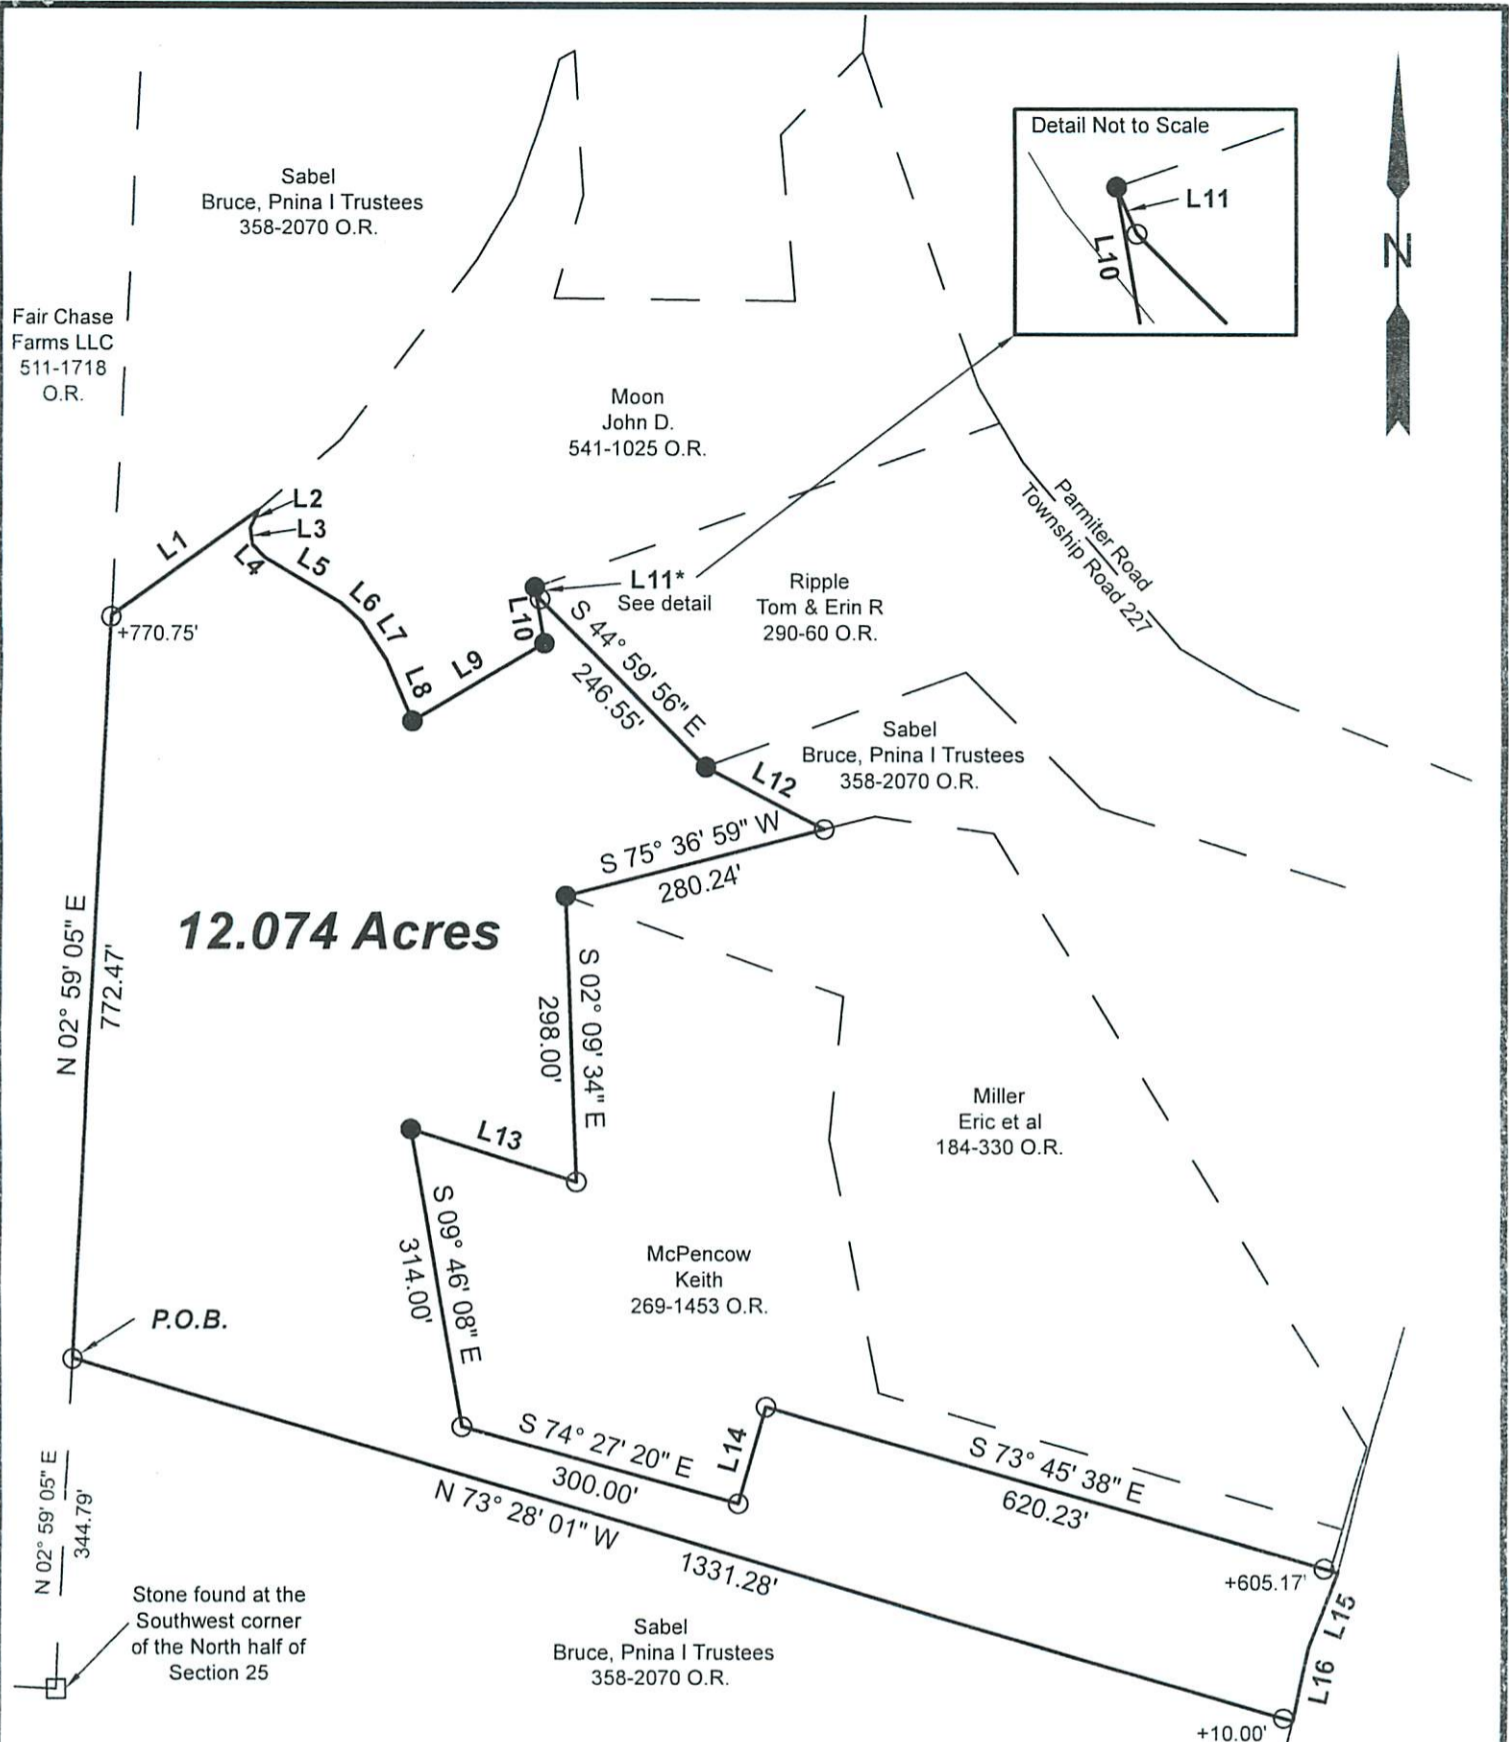 Detail Not to Scale
L11
L10
N
Sabel
Bruce, Pnina I Trustees
358-2070 O.R.
Fair Chase
Farms LLC
511-1718
O.R.
Moon
John D.
541-1025 O.R.
L1
L2
L3
L4
L5
L6
L7
L8
L9
L10
L11*
See detail
+770.75'
Parmiter Road
Township Road 227
Ripple
Tom & Erin R
290-60 O.R.
S 44° 59' 56" E
246.55'
Sabel
Bruce, Pnina I Trustees
358-2070 O.R.
L12
S 75° 36' 59" W
280.24'
12.074 Acres
N 02° 59' 05" E
772.47'
S 02° 09' 34" E
298.00'
L13
Miller
Eric et al
184-330 O.R.
S 09° 46' 08" E
314.00'
McPencow
Keith
269-1453 O.R.
P.O.B.
S 74° 27' 20" E
300.00'
L14
S 73° 45' 38" E
620.23'
N 73° 28' 01" W
1331.28'
N 02° 59' 05" E
344.79'
+605.17'
L15
L16
Stone found at the
Southwest corner
of the North half of
Section 25
Sabel
Bruce, Pnina I Trustees
358-2070 O.R.
+10.00'